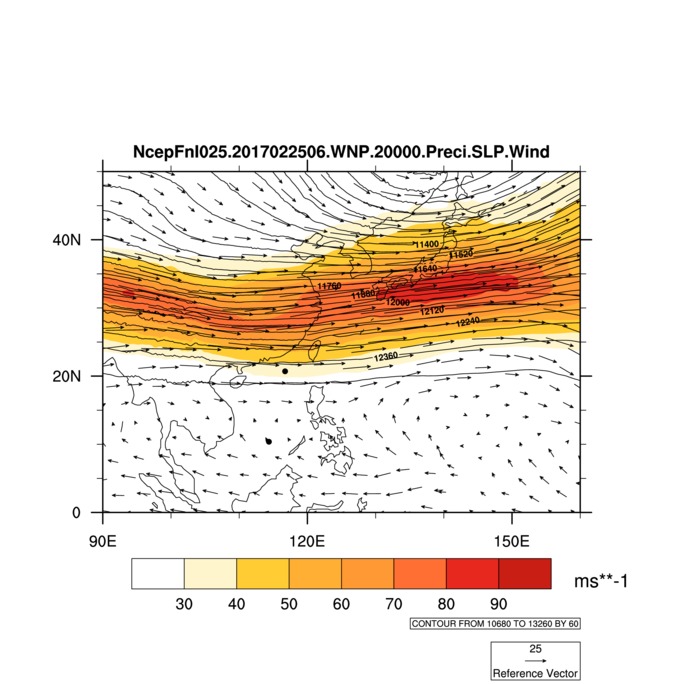 NcepFnl025.2017022506.WNP.20000.Preci.SLP.Wind
40N
20N
0
11400
11520
11640
11760
11880
12000
12120
12240
12360
90E 120E 150E
30 40 50 60 70 80 90
ms**-1
CONTOUR FROM 10680 TO 13260 BY 60
25
Reference Vector